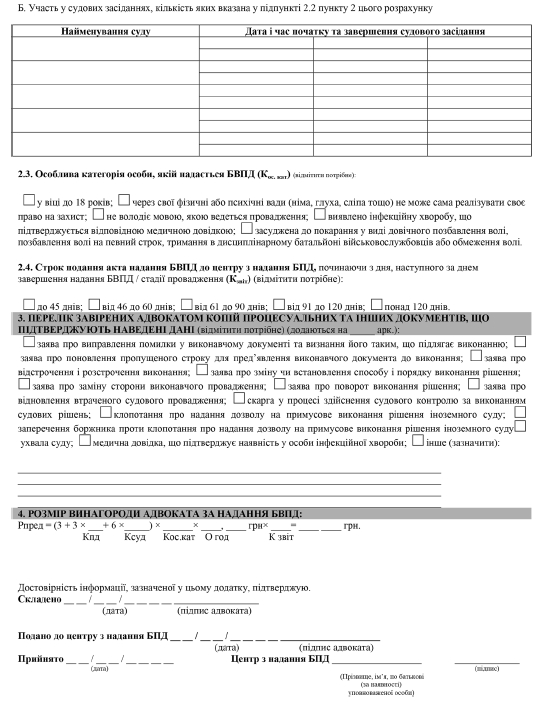 Б. Участь у судових засіданнях, кількість яких вказана у підпункті 2.2 пункту 2 цього розрахунку
Найменування суду
Дата і час початку та завершення судового засідання
2.3. Особлива категорія особи, якій надається БВПД (Кос. кат) (відмітити потрібне):
☐ у віці до 18 років; ☐ через свої фізичні або психічні вади (німа, глуха, сліпа тощо) не може сама реалізувати своє
право на захист; ☐ не володіє мовою, якою ведеться провадження; ☐ виявлено інфекційну хворобу, що
підтверджується відповідною медичною довідкою; ☐ засуджена до покарання у виді довічного позбавлення волі,
позбавлення волі на певний строк, тримання в дисциплінарному батальйоні військовослужбовців або обмеження волі.
2.4. Строк подання акта надання БВПД до центру з надання БПД, починаючи з дня, наступного за днем
завершення надання БВПД / стадії провадження (Кзвіт) (відмітити потрібне):
☐ до 45 днів; ☐ від 46 до 60 днів; ☐ від 61 до 90 днів; ☐ від 91 до 120 днів; ☐ понад 120 днів.
3. ПЕРЕЛІК ЗАВІРЕНИХ АДВОКАТОМ КОПІЙ ПРОЦЕСУАЛЬНИХ ТА ІНШИХ ДОКУМЕНТІВ, ЩО
ПІДТВЕРДЖУЮТЬ НАВЕДЕНІ ДАНІ (відмітити потрібне) (додаються на _____ арк.):
☐ заява про виправлення помилки у виконавчому документі та визнання його таким, що підлягає виконанню; ☐
заява про поновлення пропущеного строку для пред’явлення виконавчого документа до виконання; ☐ заява про
відстрочення і розстрочення виконання; ☐ заява про зміну чи встановлення способу і порядку виконання рішення;
☐ заява про заміну сторони виконавчого провадження; ☐ заява про поворот виконання рішення; ☐ заява про
відновлення втраченого судового провадження; ☐ скарга у процесі здійснення судового контролю за виконанням
судових рішень; ☐ клопотання про надання дозволу на примусове виконання рішення іноземного суду; ☐
заперечення боржника проти клопотання про надання дозволу на примусове виконання рішення іноземного суду ☐
ухвала суду; ☐ медична довідка, що підтверджує наявність у особи інфекційної хвороби; ☐ інше (зазначити):
4. РОЗМІР ВИНАГОРОДИ АДВОКАТА ЗА НАДАННЯ БВПД:
Рпред = (3 + 3 × ___+ 6 ×_____) × ______× ____, ____ грн× ____= ____ ____ грн.
Кпд Ксуд Кос.кат О год К звіт
Достовірність інформації, зазначеної у цьому додатку, підтверджую.
Складено __ __ / __ __ / __ __ __ __ ________________
(дата) (підпис адвоката)
Подано до центру з надання БПД __ __ / __ __ / __ __ __ __ ________________
(дата) (підпис адвоката)
Прийнято __ __ / __ __ / __ __ __ __ Центр з надання БПД ________________ ____________
(дата) (підпис)
(Прізвище, ім’я, по батькові
(за наявності)
уповноваженої особи)